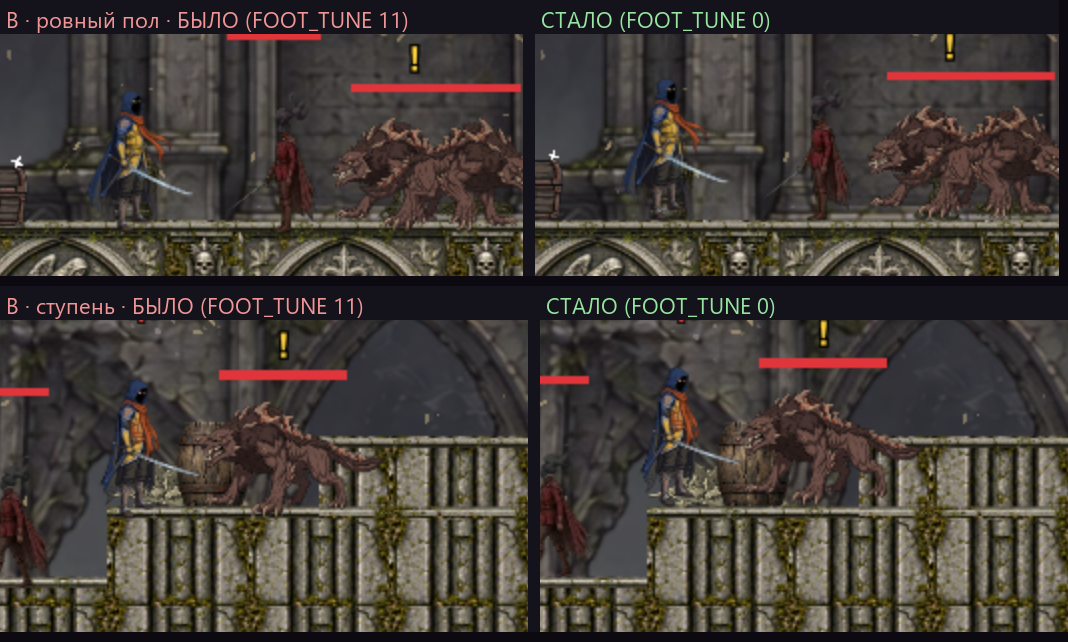 B · ровный пол · БЫЛО (FOOT_TUNE 11)
СТАЛО (FOOT_TUNE 0)
!
!
B · ступень · БЫЛО (FOOT_TUNE 11)
СТАЛО (FOOT_TUNE 0)
!
!